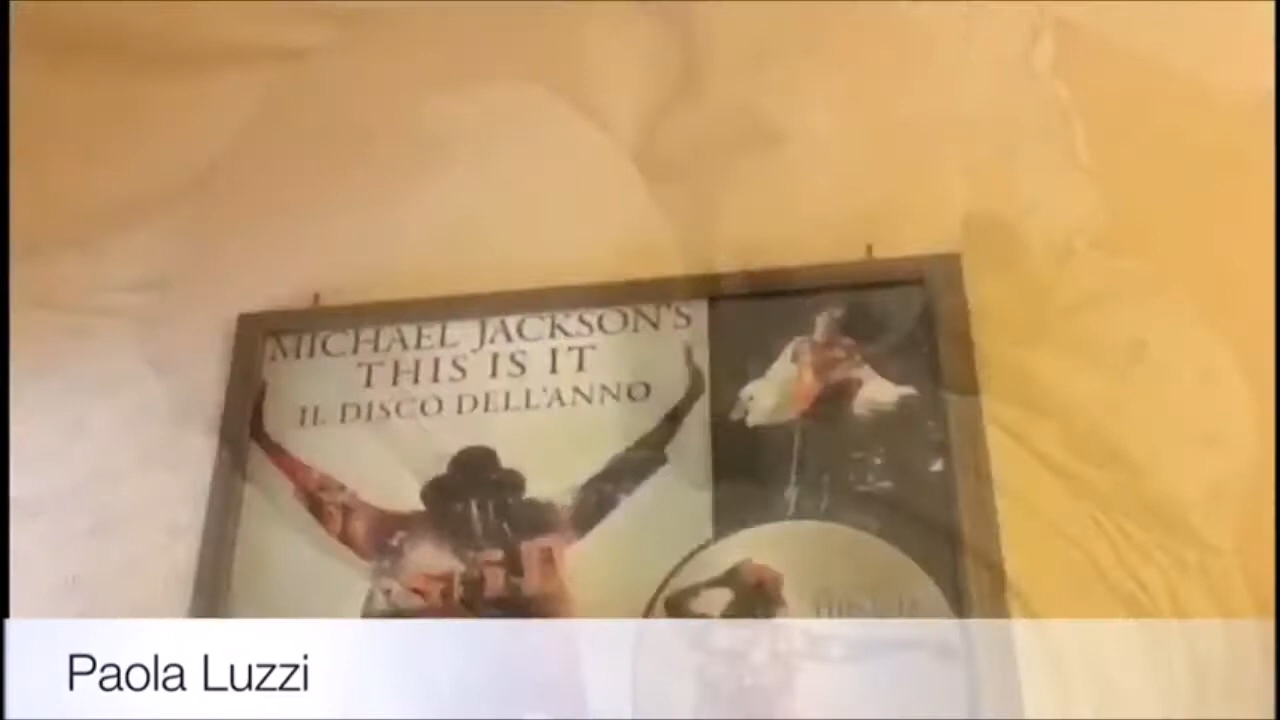 MICHAEL JACKSON'S
THIS IS IT
IL DISCO DELL'ANNO
Paola Luzzi